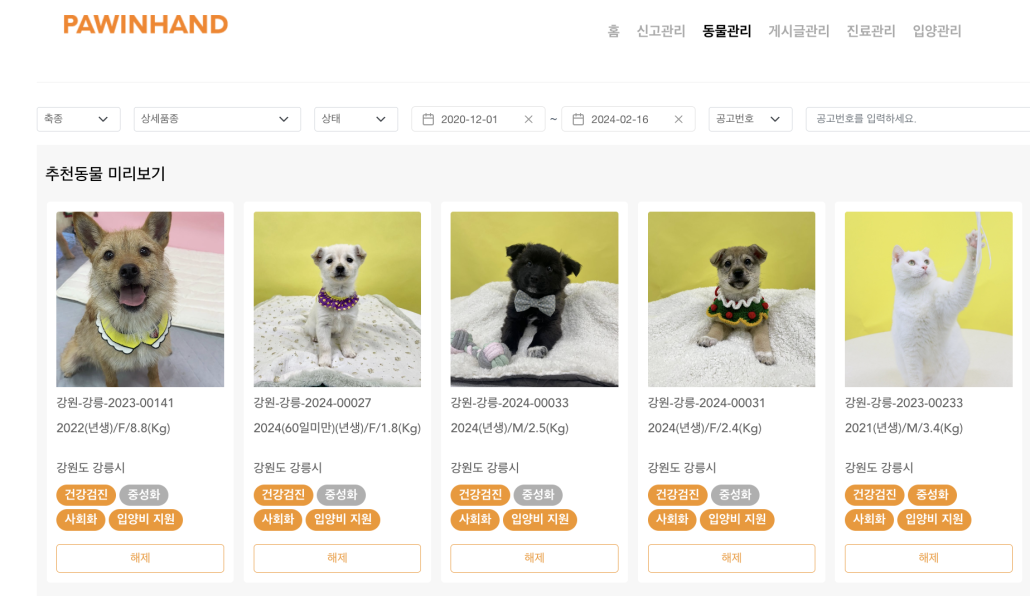 PAWINHAND
홈 신고관리 동물관리 게시글관리 진료관리 입양관리
축종 상세품종 상태 2020-12-01 ~ 2024-02-16 공고번호 공고번호를 입력하세요.
추천동물 미리보기
강원-강릉-2023-00141
2022(년생)/F/8.8(Kg)
강원도 강릉시
건강검진 중성화
사회화 입양비 지원
해제
강원-강릉-2024-00027
2024(60일미만)(년생)/F/1.8(Kg)
강원도 강릉시
건강검진 중성화
사회화 입양비 지원
해제
강원-강릉-2024-00033
2024(년생)/M/2.5(Kg)
강원도 강릉시
건강검진 중성화
사회화 입양비 지원
해제
강원-강릉-2024-00031
2024(년생)/F/2.4(Kg)
강원도 강릉시
건강검진 중성화
사회화 입양비 지원
해제
강원-강릉-2023-00233
2021(년생)/M/3.4(Kg)
강원도 강릉시
건강검진 중성화
사회화 입양비 지원
해제